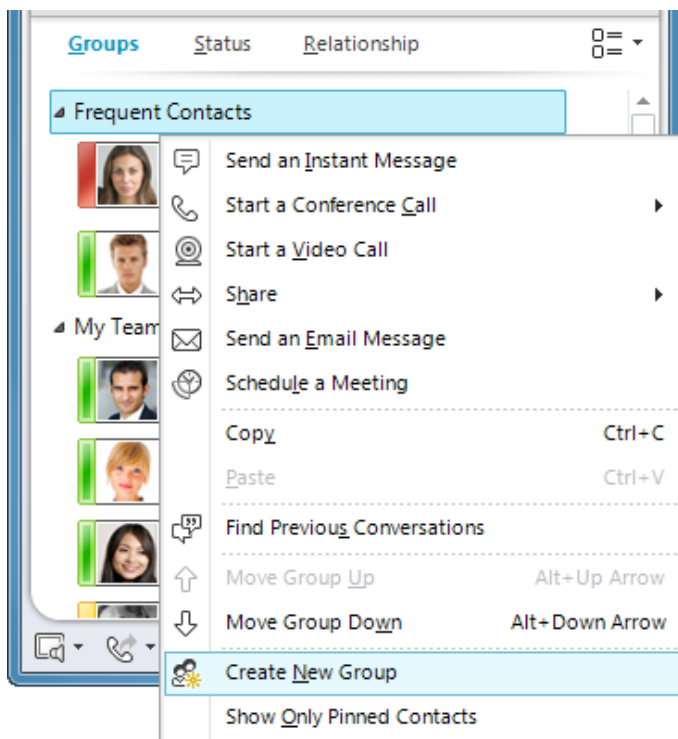 Groups Status Relationship
Frequent Contacts
Send an Instant Message
Start a Conference Call
Start a Video Call
Share
My Team
Send an Email Message
Schedule a Meeting
Copy Ctrl+C
Paste Ctrl+V
Find Previous Conversations
Move Group Up Alt+Up Arrow
Move Group Down Alt+Down Arrow
Create New Group
Show Only Pinned Contacts